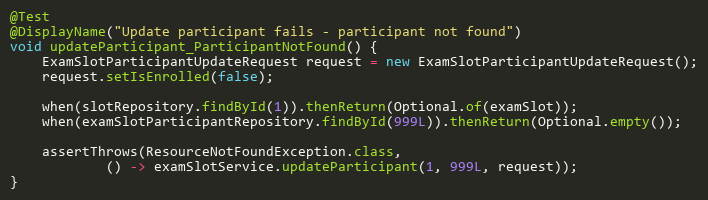 @Test
@DisplayName("Update participant fails - participant not found")
void updateParticipant_ParticipantNotFound() {
    ExamSlotParticipantUpdateRequest request = new ExamSlotParticipantUpdateRequest();
    request.setIsEnrolled(false);

    when(slotRepository.findById(1)).thenReturn(Optional.of(examSlot));
    when(examSlotParticipantRepository.findById(999L)).thenReturn(Optional.empty());

    assertThrows(ResourceNotFoundException.class,
            () -> examSlotService.updateParticipant(1, 999L, request));
}